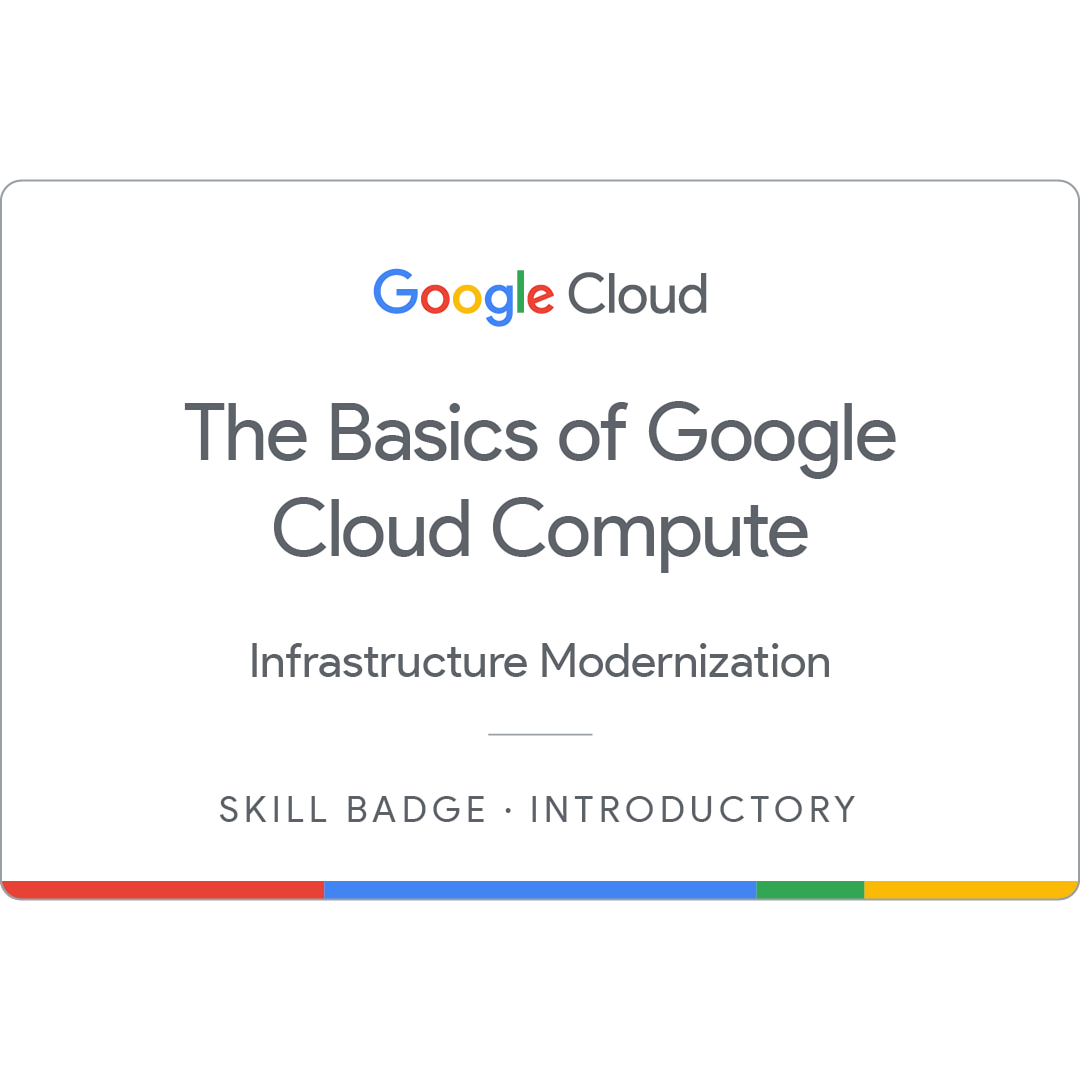 Google Cloud
The Basics of Google
Cloud Compute
Infrastructure Modernization
SKILL BADGE · INTRODUCTORY